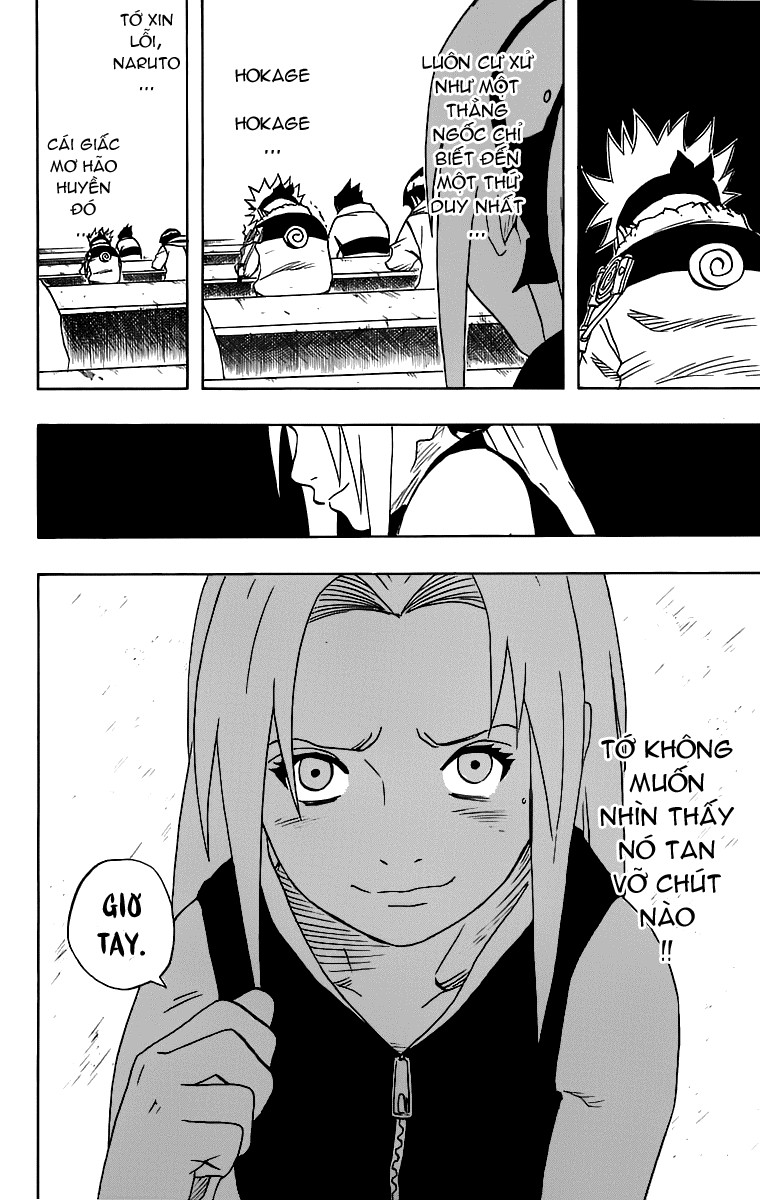 LUÔN CƯ XỬ
NHƯ MỘT
THẰNG
NGỐC CHỈ
BIẾT ĐẾN
MỘT THỨ
DUY NHẤT
...
HOKAGE
HOKAGE
...
TỚ XIN
LỖI,
NARUTO
...
CÁI GIẤC
MƠ HÃO
HUYỀN
ĐÓ
...
TỚ KHÔNG
MUỐN
NHÌN THẤY
NÓ TAN
VỠ CHÚT
NÀO
!!
GIƠ
TAY.